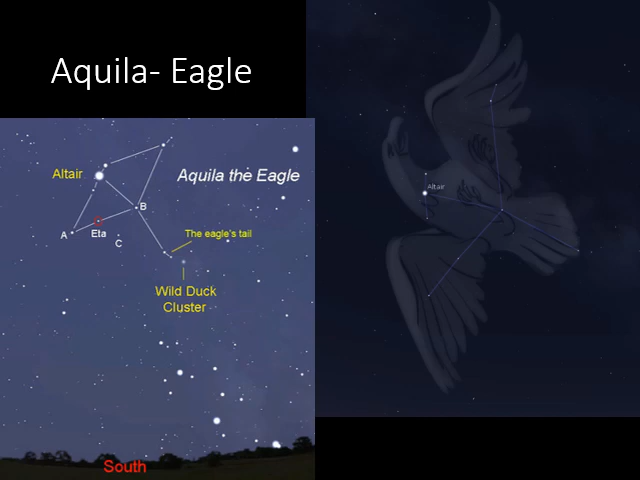 Aquila- Eagle
Altair
Aquila the Eagle
B
A
Eta
C
The eagle's tail
Wild Duck
Cluster
South
Altair